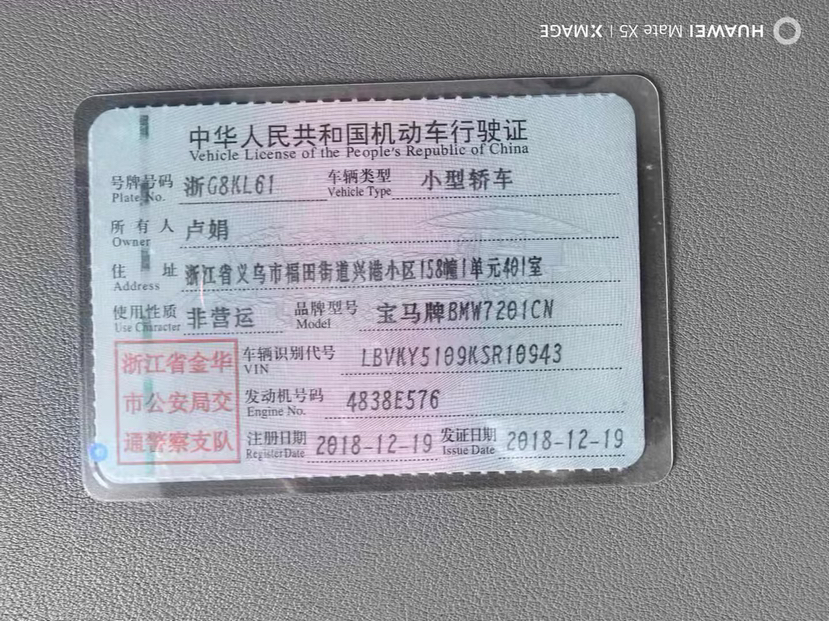 HUAWEI Mate X5 | XMAGE
中华人民共和国机动车行驶证
Vehicle License of the People's Republic of China
号牌号码 浙G8KL61 车辆类型 小型轿车
Plate No. Vehicle Type
所有人 卢娟
Owner
住址 浙江省义乌市福田街道兴港小区158幢1单元401室
Address
使用性质 非营运 品牌型号 宝马牌BMW7201CN
Use Character Model
浙江省金华
市公安局交
通警察支队
车辆识别代号 LBVKY5109KSR10943
VIN
发动机号码 4838E576
Engine No.
注册日期 2018-12-19 发证日期 2018-12-19
Register Date Issue Date